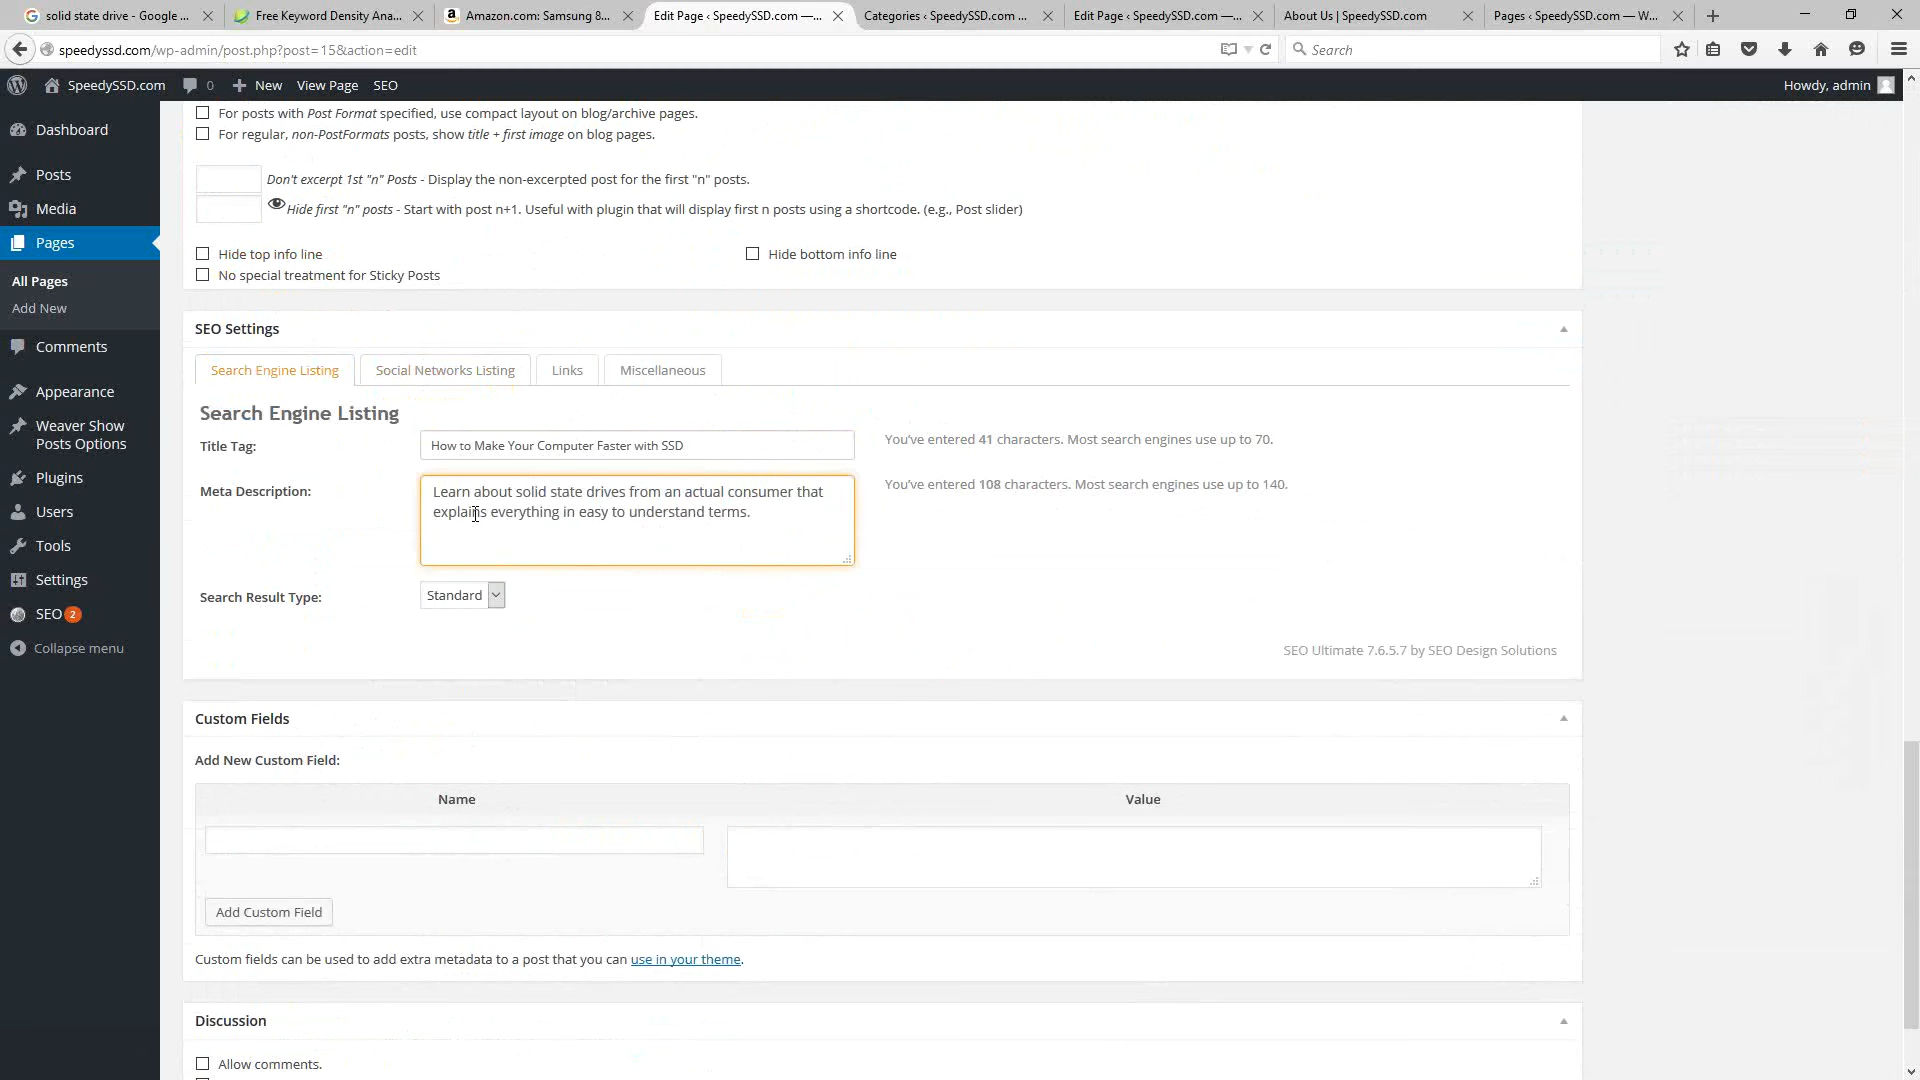 solid state drive - Google ...
Free Keyword Density Ana...
Amazon.com: Samsung 8...
Edit Page ‹ SpeedySSD.com —...
Categories ‹ SpeedySSD.com ...
Edit Page ‹ SpeedySSD.com —...
About Us | SpeedySSD.com
Pages ‹ SpeedySSD.com — W...
speedyssd.com/wp-admin/post.php?post=15&action=edit
Search
SpeedySSD.com
0
New
View Page
SEO
Howdy, admin
Dashboard
Posts
Media
Pages
All Pages
Add New
Comments
Appearance
Weaver Show
Posts Options
Plugins
Users
Tools
Settings
SEO 2
Collapse menu
For posts with Post Format specified, use compact layout on blog/archive pages.
For regular, non-PostFormats posts, show title + first image on blog pages.
Don't excerpt 1st "n" Posts - Display the non-excerpted post for the first "n" posts.
Hide first "n" posts - Start with post n+1. Useful with plugin that will display first n posts using a shortcode. (e.g., Post slider)
Hide top info line
Hide bottom info line
No special treatment for Sticky Posts
SEO Settings
Search Engine Listing
Social Networks Listing
Links
Miscellaneous
Search Engine Listing
Title Tag:
How to Make Your Computer Faster with SSD
You've entered 41 characters. Most search engines use up to 70.
Meta Description:
Learn about solid state drives from an actual consumer that
explains everything in easy to understand terms.
You've entered 108 characters. Most search engines use up to 140.
Search Result Type:
Standard
SEO Ultimate 7.6.5.7 by SEO Design Solutions
Custom Fields
Add New Custom Field:
Name
Value
Add Custom Field
Custom fields can be used to add extra metadata to a post that you can use in your theme.
Discussion
Allow comments.